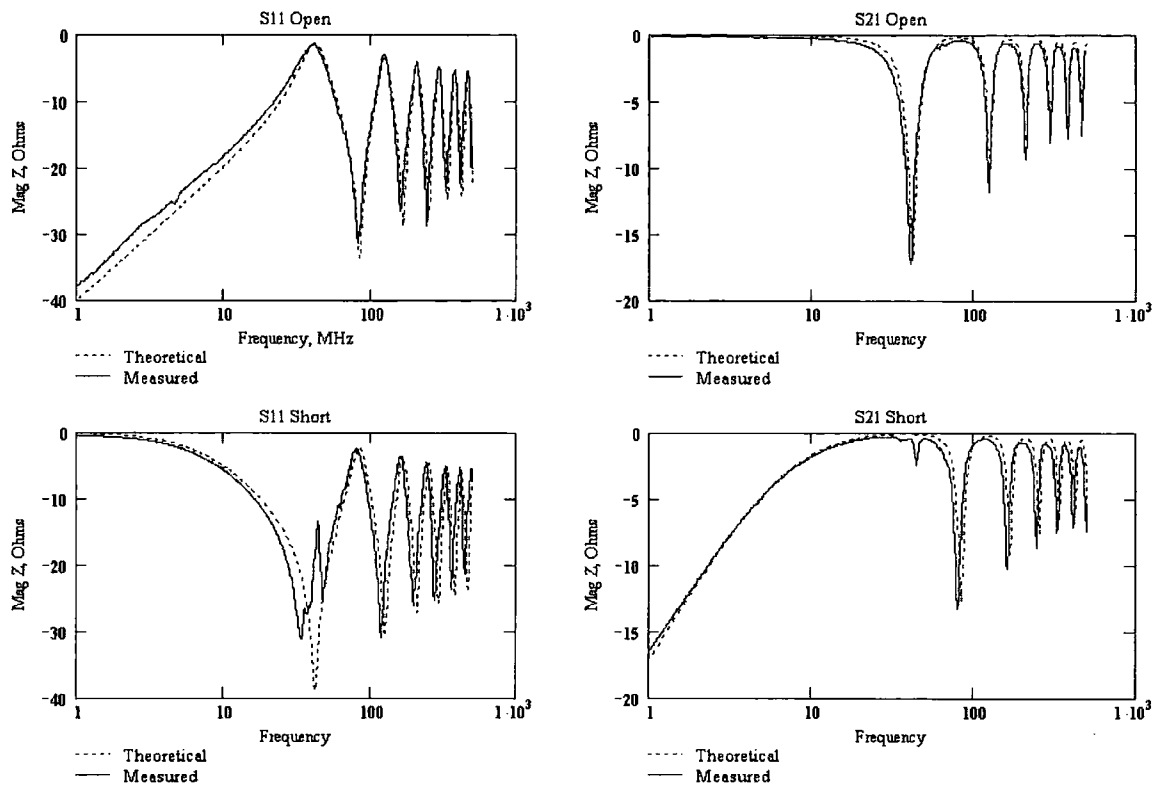 S11 Open
0
-10
-20
-30
-40
Mag Z, Ohms
1
10
100
1·10³
Frequency, MHz
Theoretical
Measured
S21 Open
0
-5
-10
-15
-20
Mag Z, Ohms
1
10
100
1·10³
Frequency
Theoretical
Measured
S11 Short
0
-10
-20
-30
-40
Mag Z, Ohms
1
10
100
1·10³
Frequency
Theoretical
Measured
S21 Short
0
-5
-10
-15
-20
Mag Z, Ohms
1
10
100
1·10³
Frequency
Theoretical
Measured